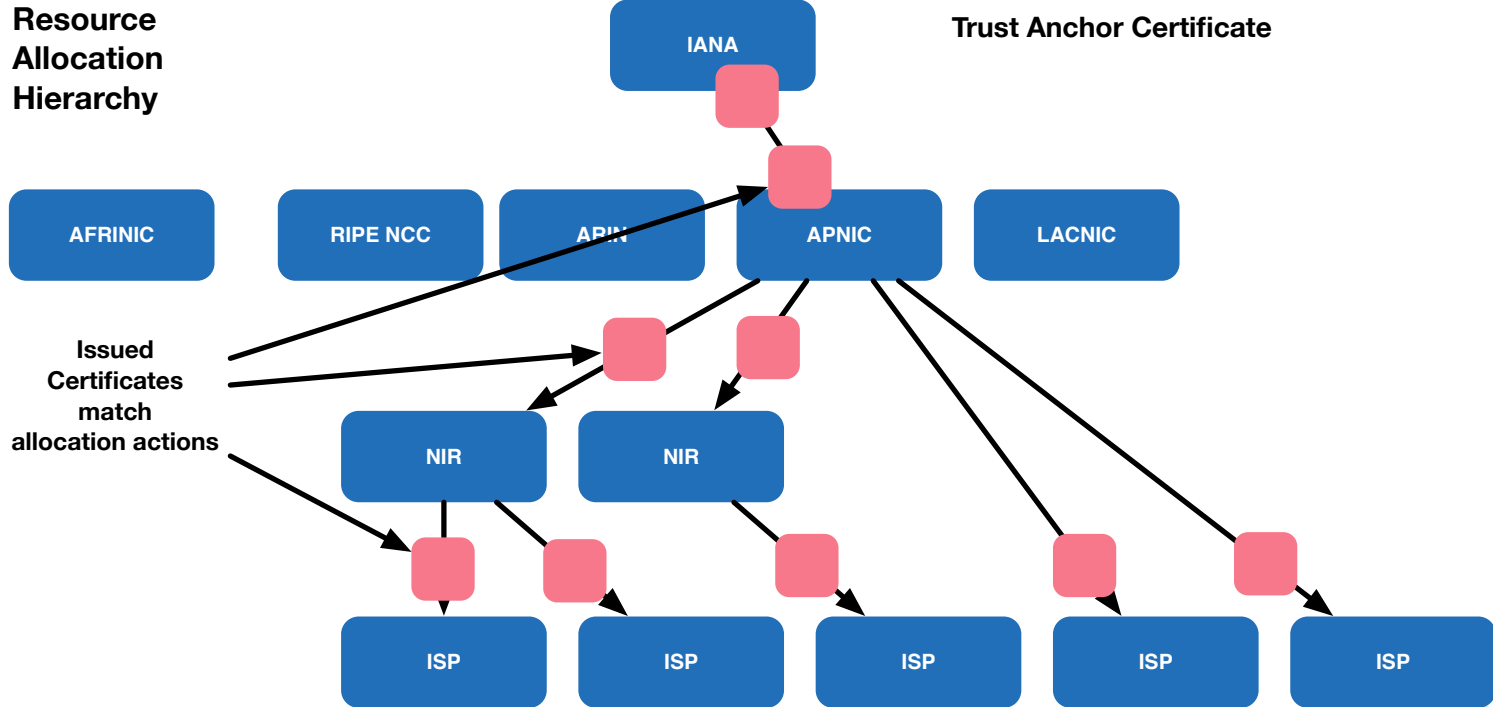 Resource
Allocation
Hierarchy
IANA
Trust Anchor Certificate
AFRINIC
RIPE NCC
ARIN
APNIC
LACNIC
Issued
Certificates
match
allocation actions
NIR
NIR
ISP
ISP
ISP
ISP
ISP